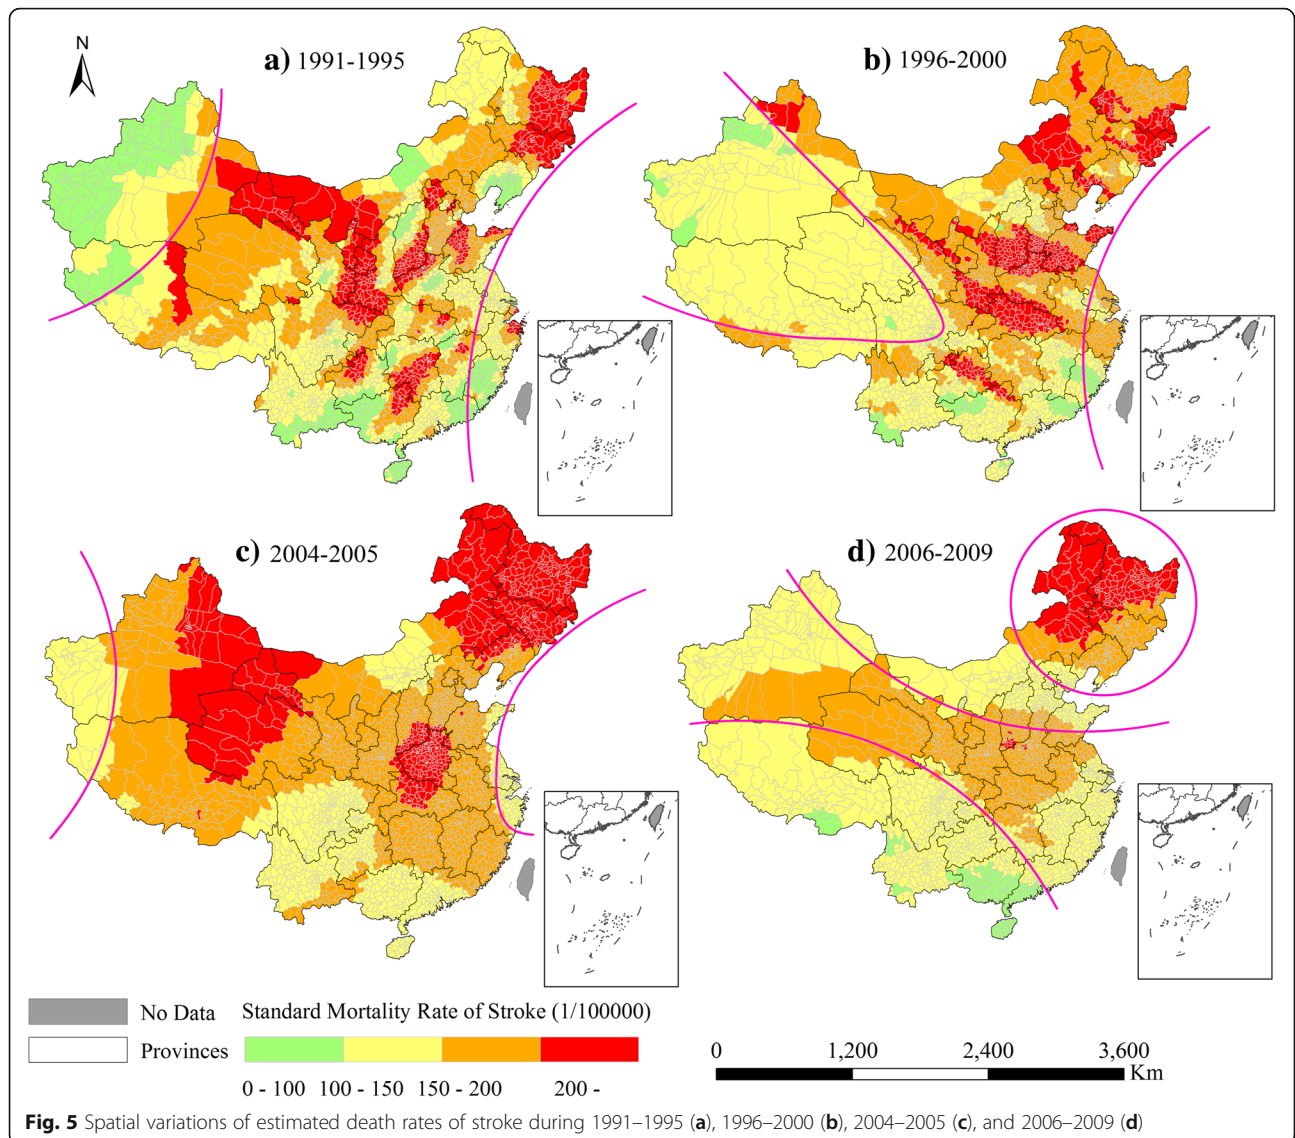 N
a) 1991-1995
b) 1996-2000
c) 2004-2005
d) 2006-2009
No Data
Standard Mortality Rate of Stroke (1/100000)
Provinces
0 - 100 100 - 150 150 - 200 200 -
0 1,200 2,400 3,600
Km
Fig. 5 Spatial variations of estimated death rates of stroke during 1991–1995 (a), 1996–2000 (b), 2004–2005 (c), and 2006–2009 (d)